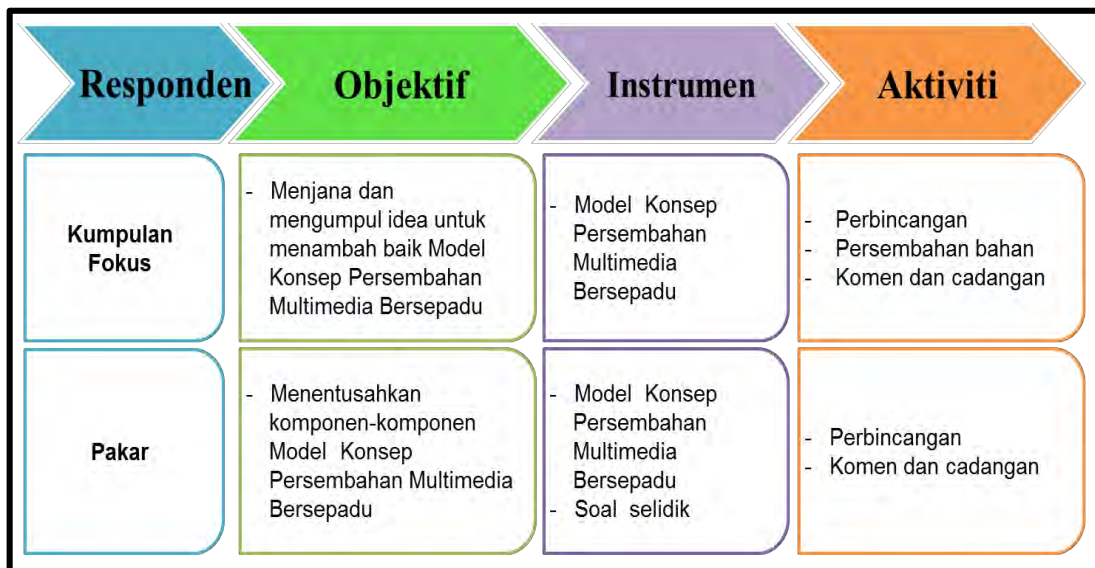 Responden
Objektif
Instrumen
Aktiviti
Kumpulan
Fokus
- Menjana dan
mengumpul idea untuk
menambah baik Model
Konsep Persembahan
Multimedia Bersepadu
- Model Konsep
Persembahan
Multimedia
Bersepadu
- Perbincangan
- Persembahan bahan
- Komen dan cadangan
Pakar
- Menentusahkan
komponen-komponen
Model Konsep
Persembahan Multimedia
Bersepadu
- Model Konsep
Persembahan
Multimedia
Bersepadu
- Soal selidik
- Perbincangan
- Komen dan cadangan